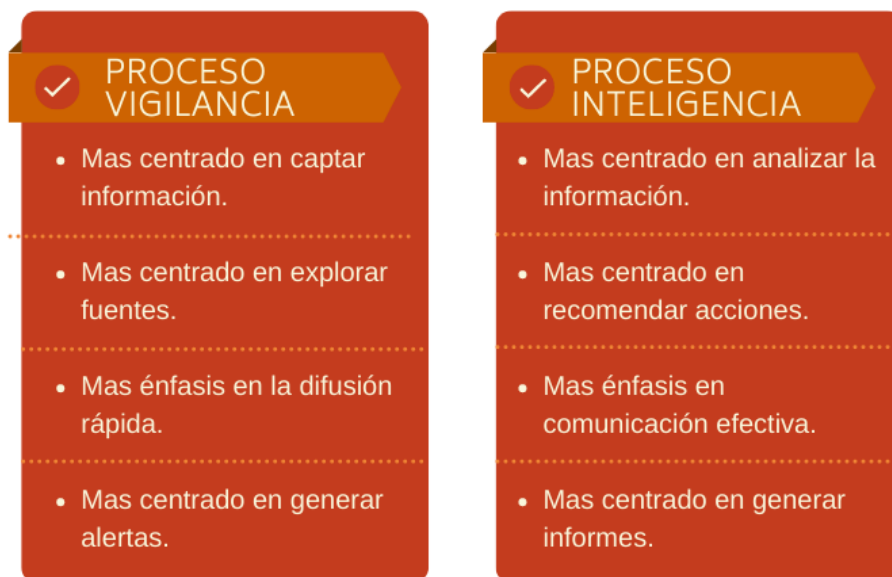 PROCESO
VIGILANCIA
• Mas centrado en captar
información.
• Mas centrado en explorar
fuentes.
• Mas énfasis en la difusión
rápida.
• Mas centrado en generar
alertas.
PROCESO
INTELIGENCIA
• Mas centrado en analizar la
información.
• Mas centrado en
recomendar acciones.
• Mas énfasis en
comunicación efectiva.
• Mas centrado en generar
informes.